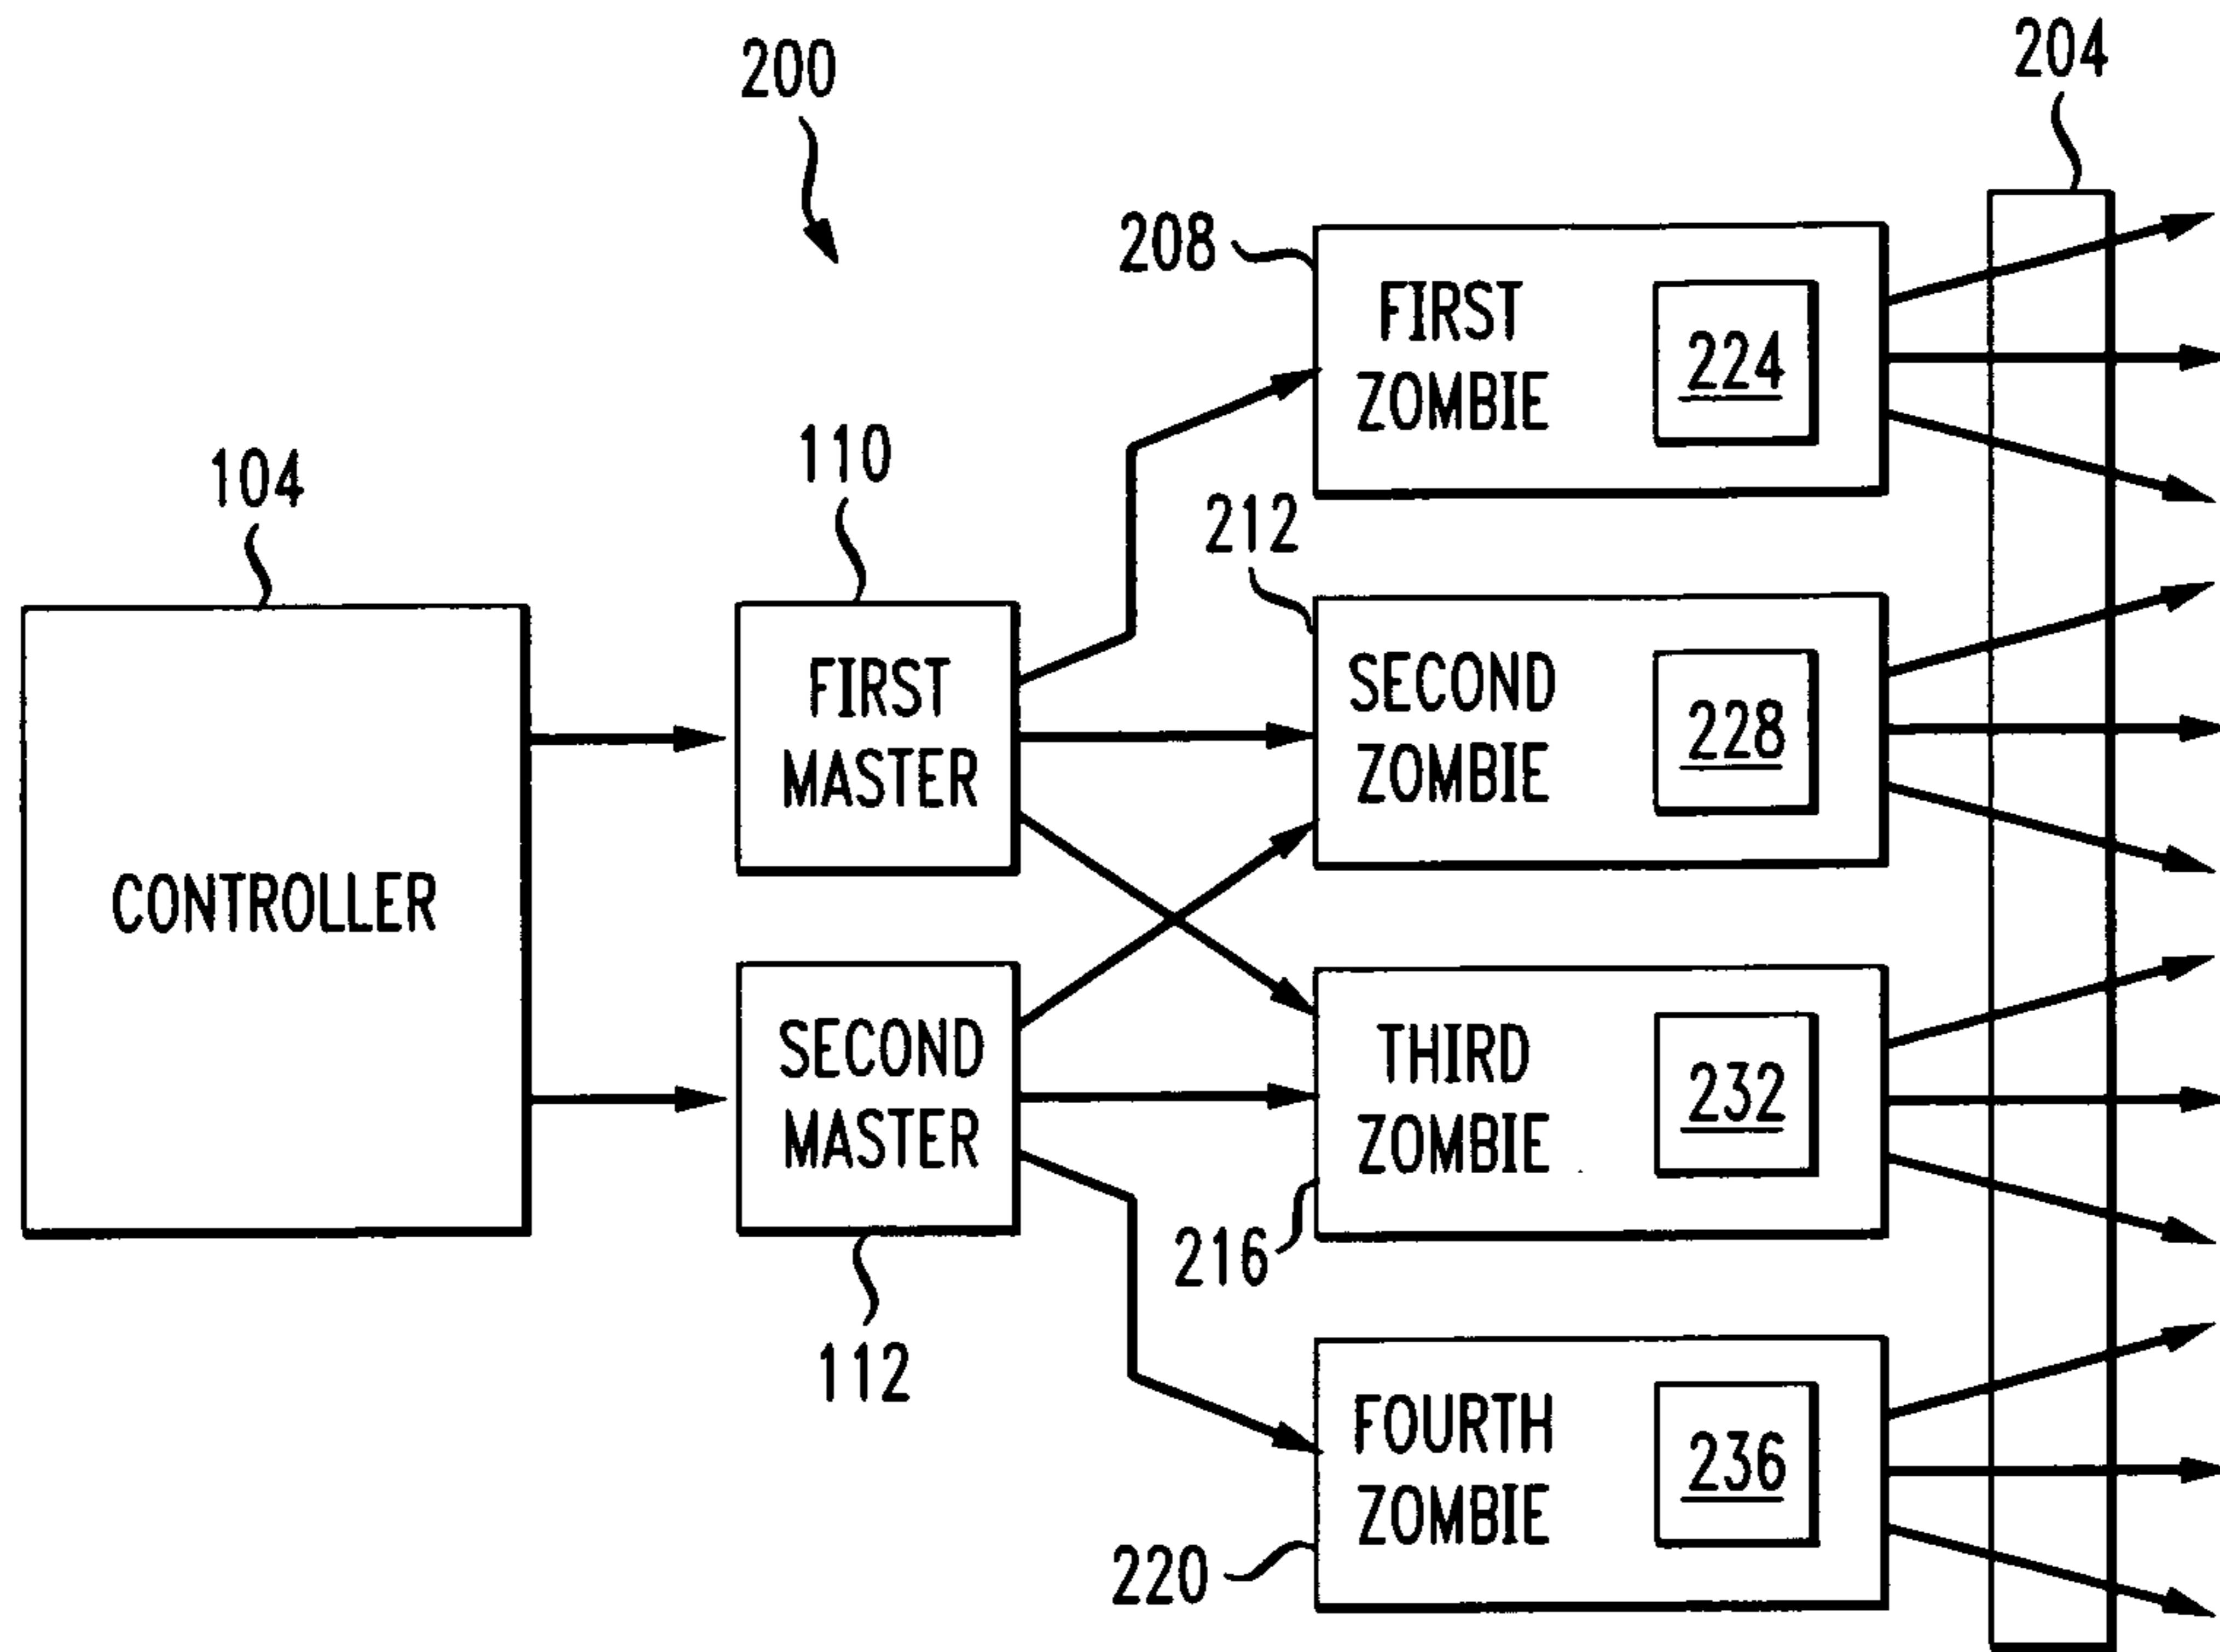 200
204
208
FIRST
ZOMBIE
224
110
104
212
FIRST
MASTER
SECOND
ZOMBIE
228
CONTROLLER
SECOND
MASTER
THIRD
ZOMBIE
232
216
112
FOURTH
ZOMBIE
236
220